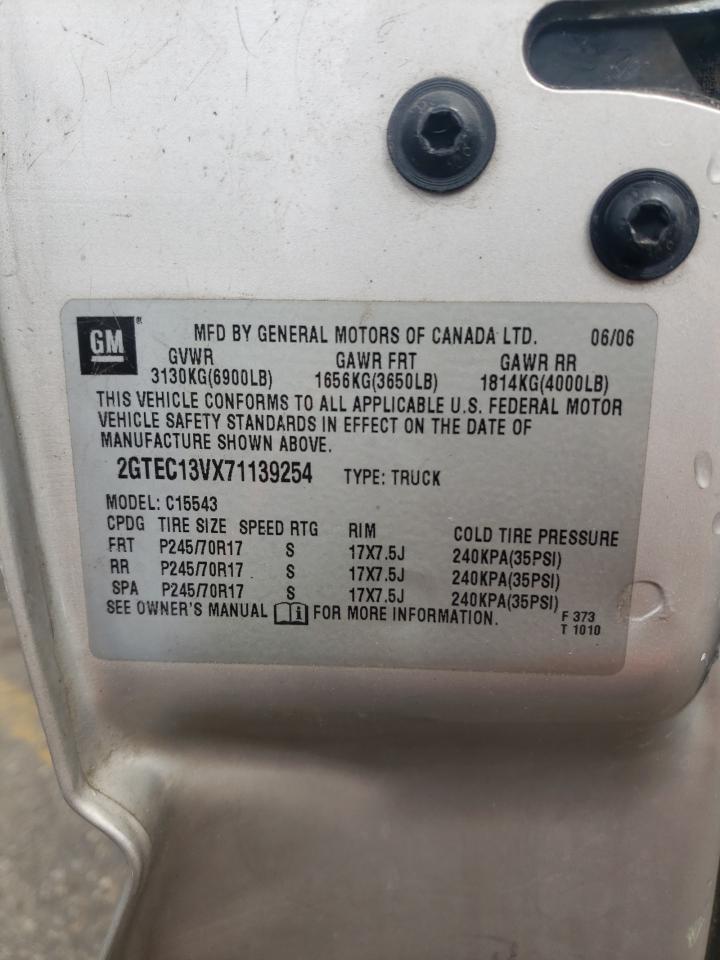 GM ® MFD BY GENERAL MOTORS OF CANADA LTD. 06/06
GVWR GAWR FRT GAWR RR
3130KG(6900LB) 1656KG(3650LB) 1814KG(4000LB)
THIS VEHICLE CONFORMS TO ALL APPLICABLE U.S. FEDERAL MOTOR
VEHICLE SAFETY STANDARDS IN EFFECT ON THE DATE OF
MANUFACTURE SHOWN ABOVE.
2GTEC13VX71139254 TYPE: TRUCK
MODEL: C15543
CPDG TIRE SIZE SPEED RTG RIM COLD TIRE PRESSURE
FRT P245/70R17 S 17X7.5J 240KPA(35PSI)
RR P245/70R17 S 17X7.5J 240KPA(35PSI)
SPA P245/70R17 S 17X7.5J 240KPA(35PSI)
SEE OWNER'S MANUAL i FOR MORE INFORMATION.
F 373
T 1010